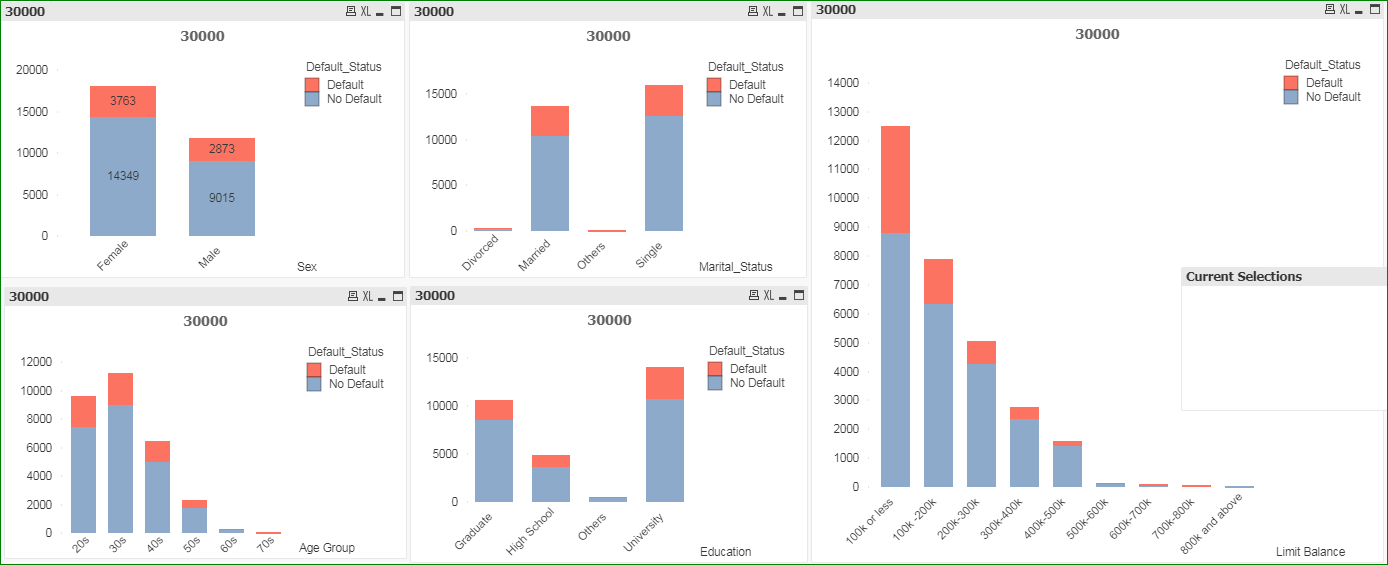 30000 XL
30000
Default_Status
Default
No Default
20000
15000
10000
5000
0
3763
14349
2873
9015
Female
Male
Sex
30000 XL
30000
Default_Status
Default
No Default
15000
10000
5000
0
Divorced
Married
Others
Single
Marital_Status
30000 XL
30000
Default_Status
Default
No Default
14000
13000
12000
11000
10000
9000
8000
7000
6000
5000
4000
3000
2000
1000
0
100k or less
100k -200k
200k-300k
300k-400k
400k-500k
500k-600k
600k-700k
700k-800k
800k and above
Limit Balance
Current Selections
30000 XL
30000
Default_Status
Default
No Default
12000
10000
8000
6000
4000
2000
0
20s
30s
40s
50s
60s
70s
Age Group
30000 XL
30000
Default_Status
Default
No Default
15000
10000
5000
0
Graduate
High School
Others
University
Education